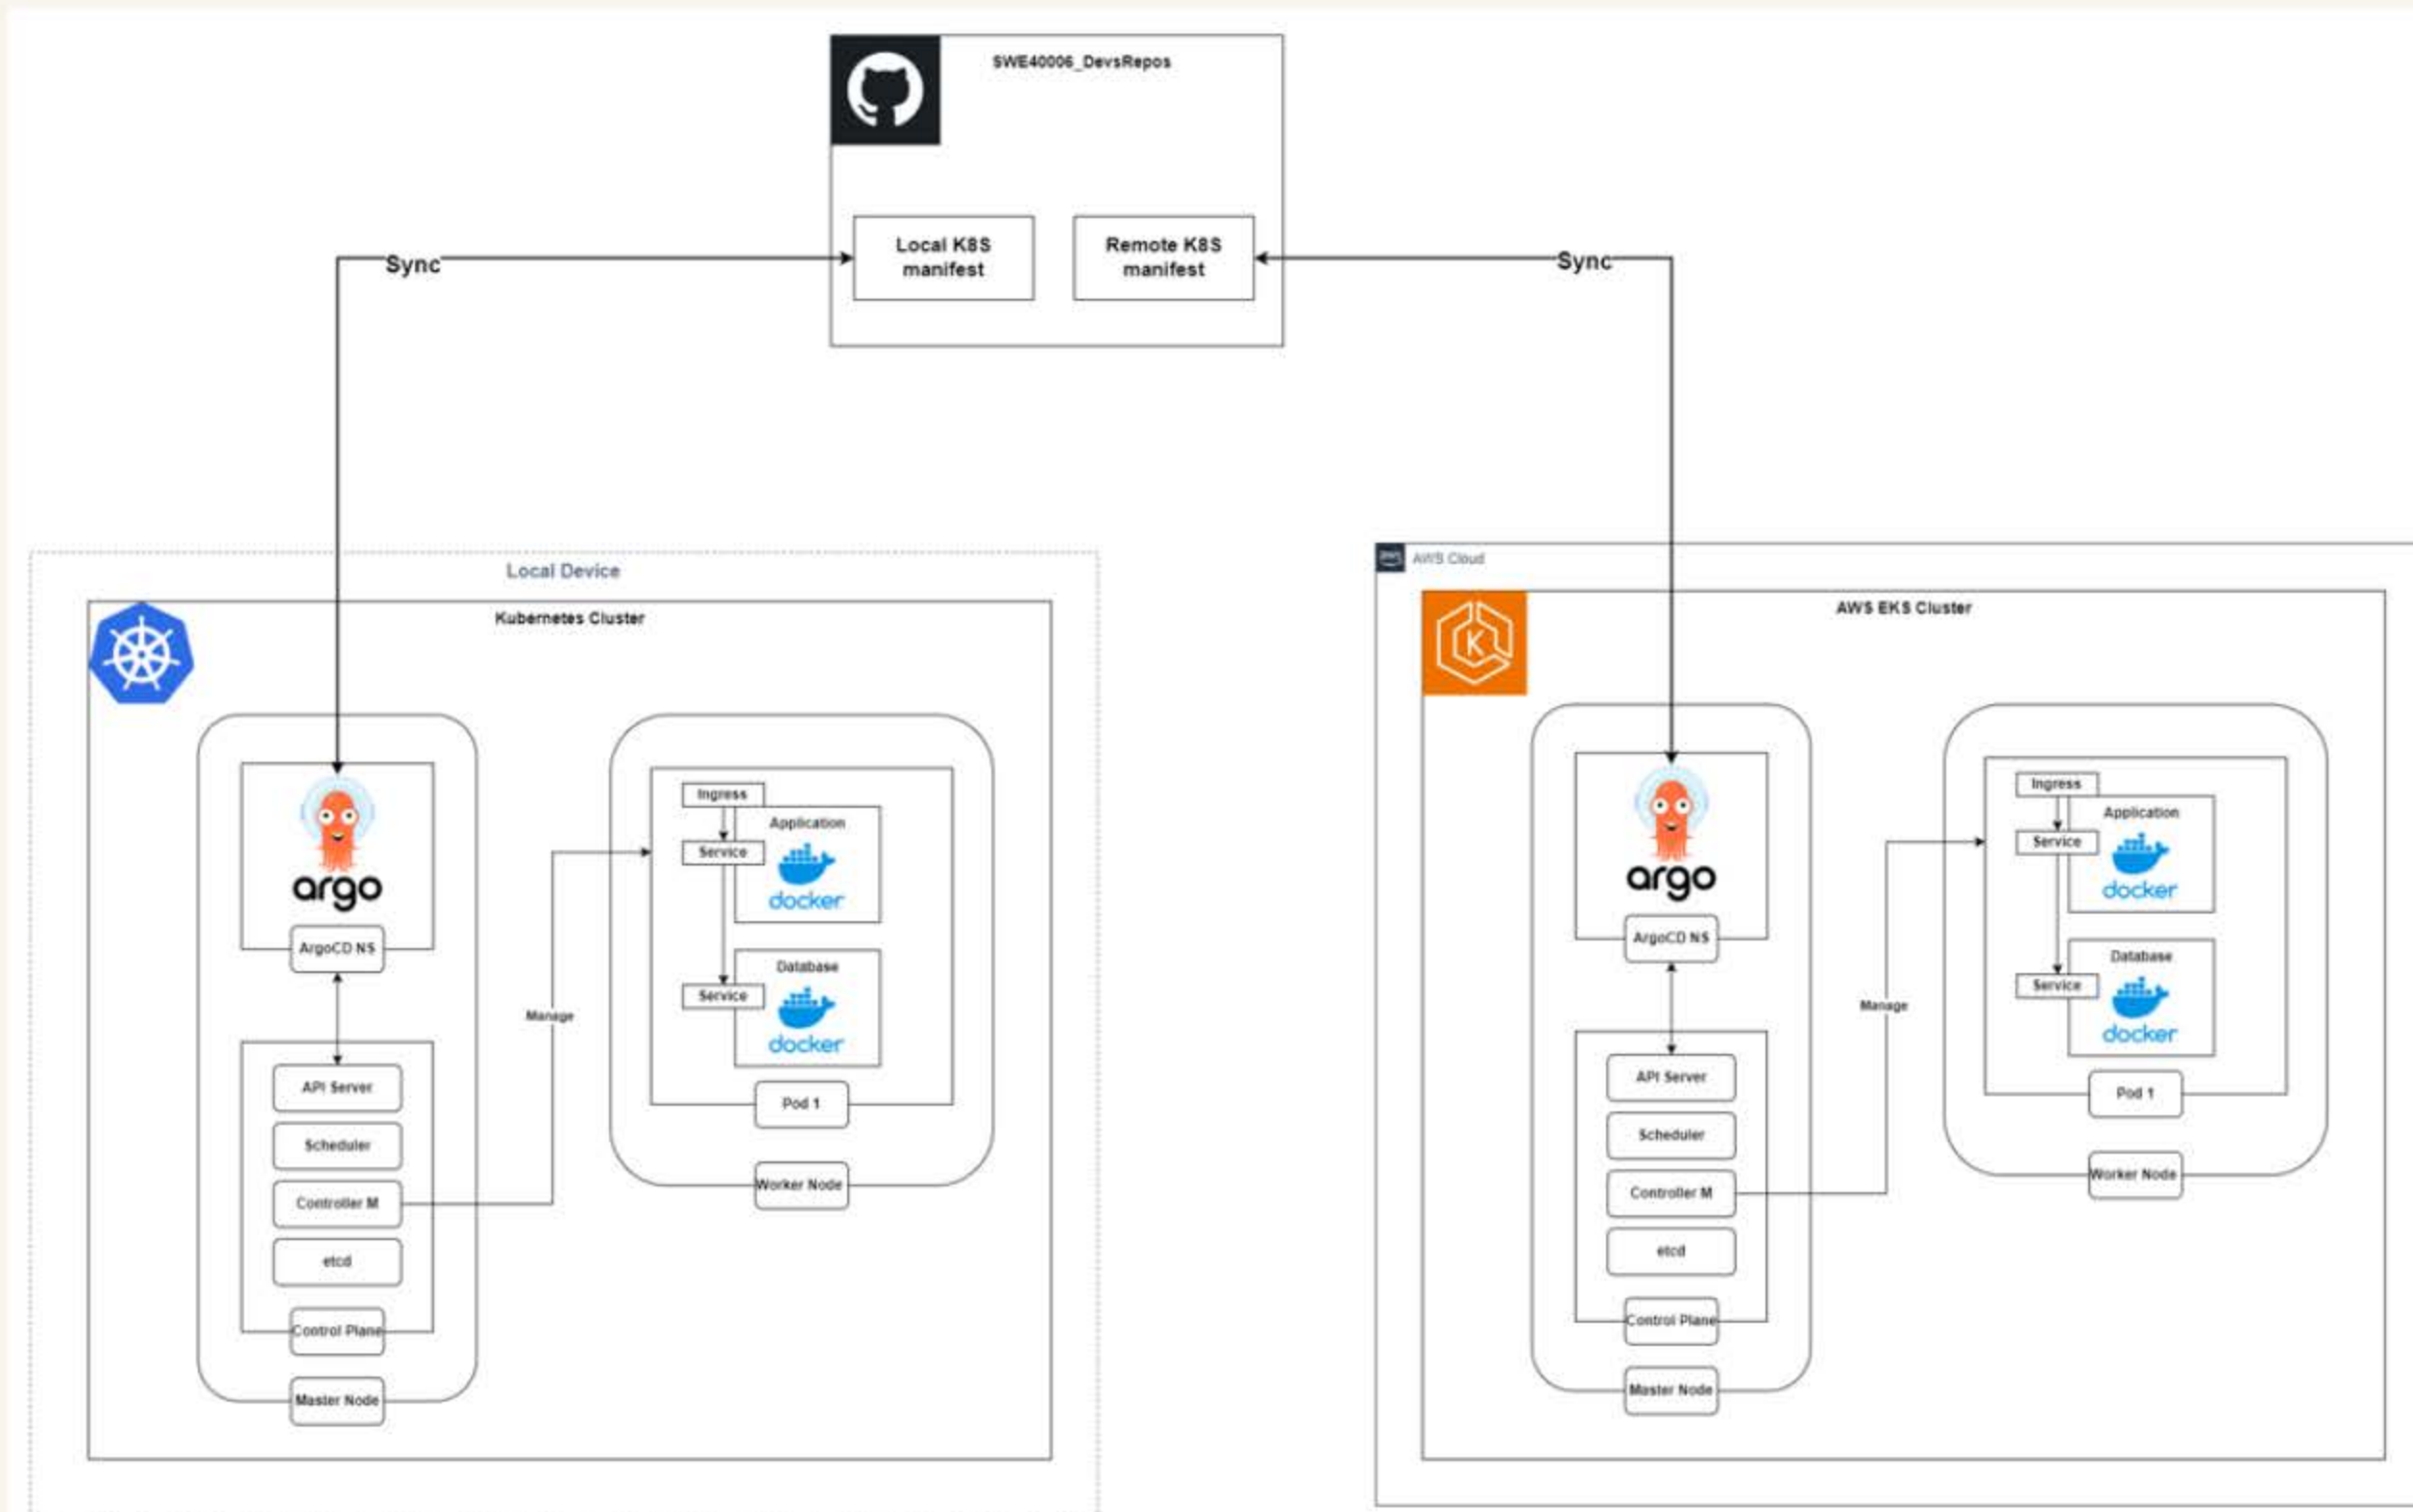 SWE40006_DevsRepos
Local K8S
manifest
Remote K8S
manifest
Sync
Sync
Local Device
Kubernetes Cluster
argo
ArgoCD NS
API Server
Scheduler
Controller M
etcd
Control Plane
Master Node
Manage
Ingress
Application
Service
docker
Database
Service
docker
Pod 1
Worker Node
aws
AWS Cloud
AWS EKS Cluster
K
argo
ArgoCD NS
API Server
Scheduler
Controller M
etcd
Control Plane
Master Node
Manage
Ingress
Application
Service
docker
Database
Service
docker
Pod 1
Worker Node